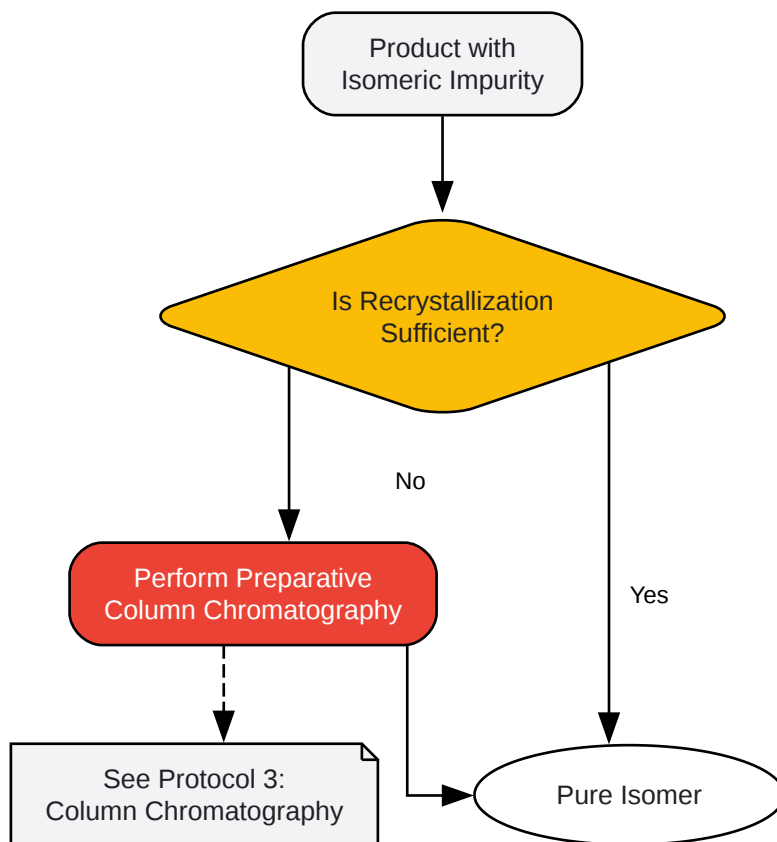 Product with
Isomeric Impurity
Is Recrystallization
Sufficient?
No
Perform Preparative
Column Chromatography
Yes
See Protocol 3:
Column Chromatography
Pure Isomer